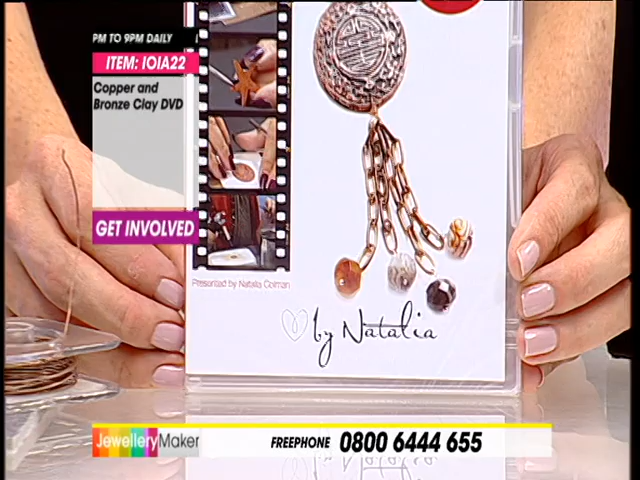 PM TO 9PM DAILY
ITEM: IOIA22
Copper and
Bronze Clay DVD
GET INVOLVED
Presented by Natalia Colman
by Natalia
JewelleryMaker
FREEPHONE 0800 6444 655